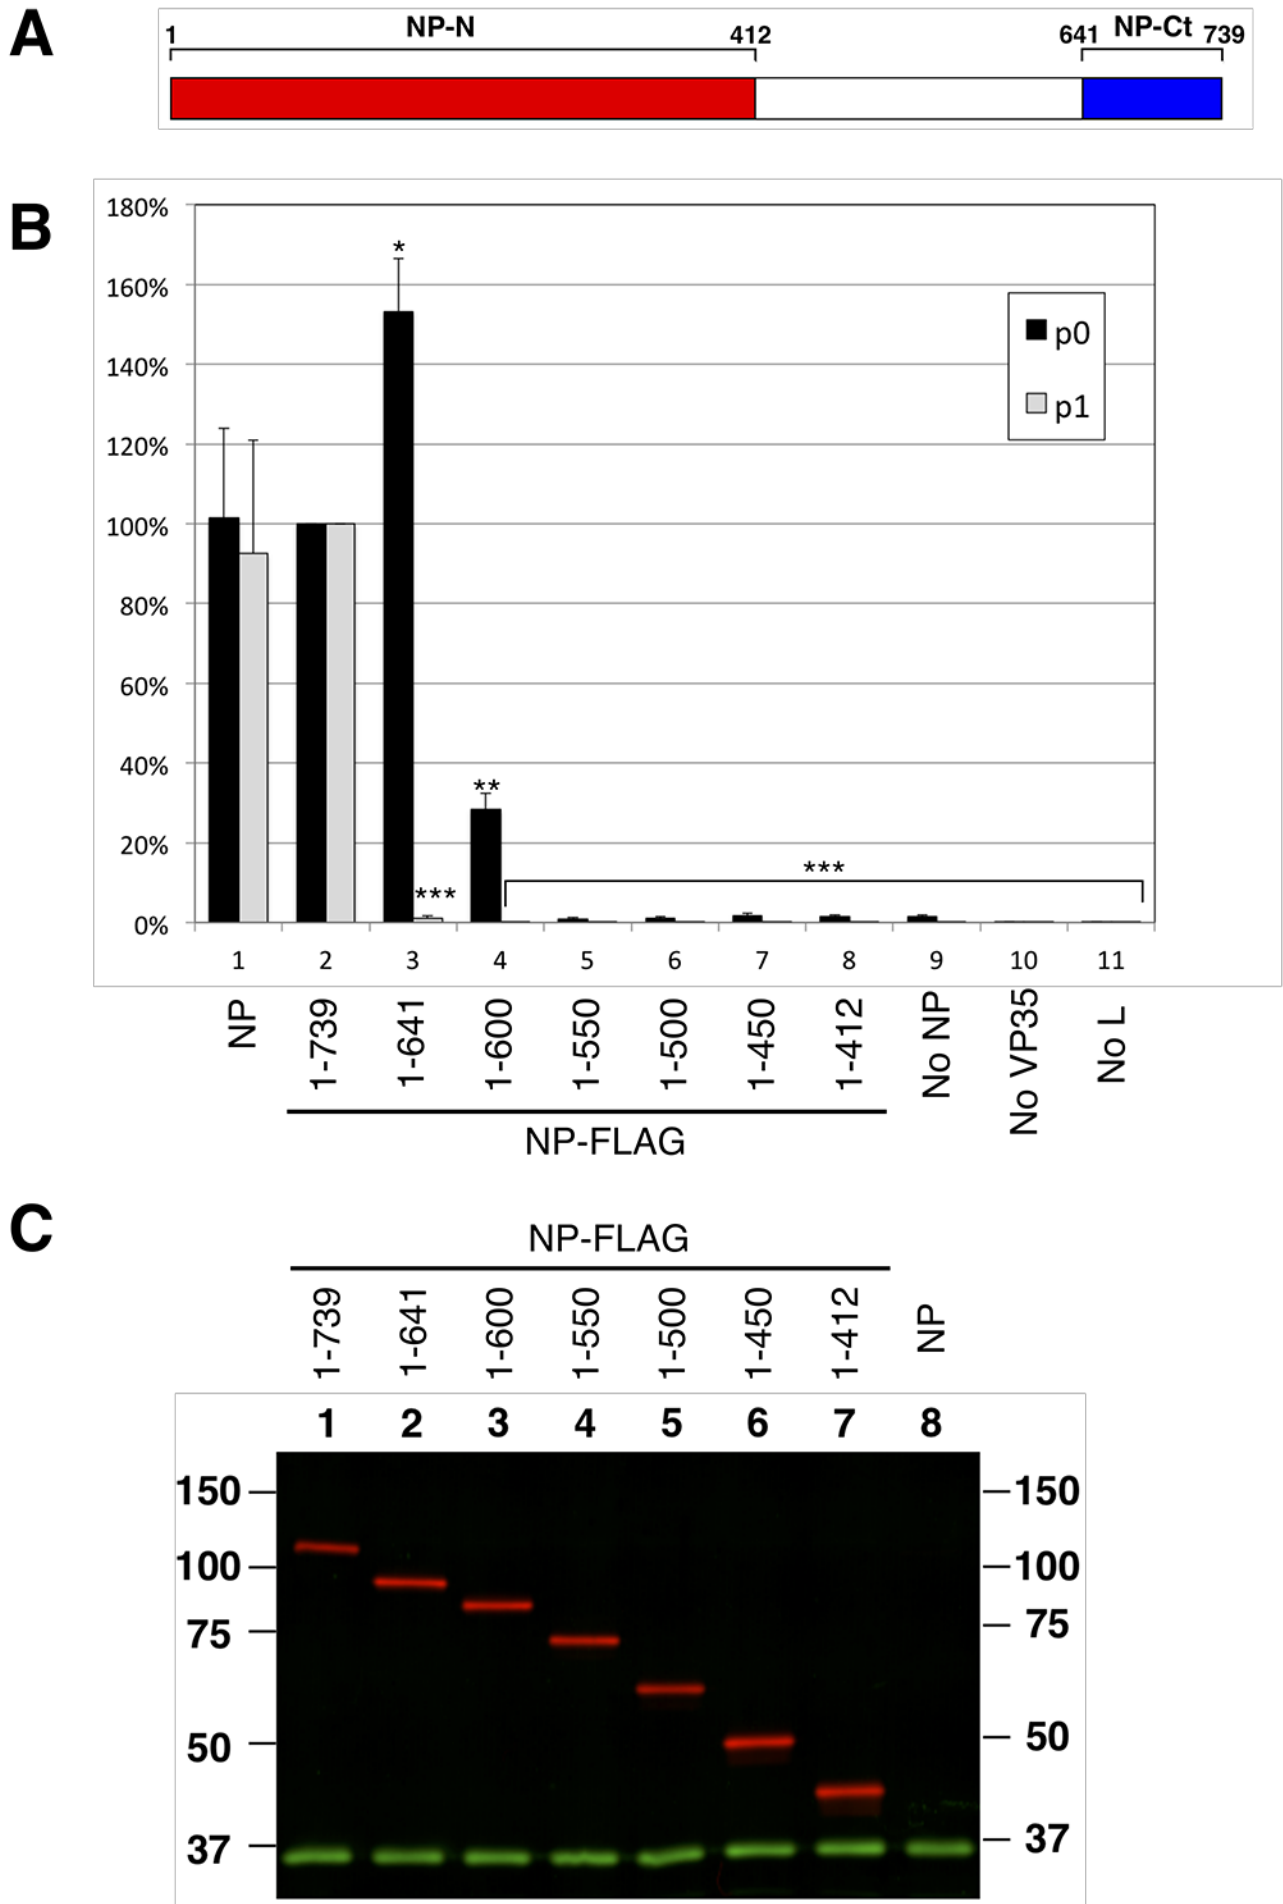 A
1 NP-N 412 641 NP-Ct 739
B
180%
160%
140%
120%
100%
80%
60%
40%
20%
0%
*
**
***
***
p0
p1
1 2 3 4 5 6 7 8 9 10 11
NP 1-739 1-641 1-600 1-550 1-500 1-450 1-412 No NP No VP35 No L
NP-FLAG
C
NP-FLAG
1-739 1-641 1-600 1-550 1-500 1-450 1-412 NP
1 2 3 4 5 6 7 8
150 150
100 100
75 75
50 50
37 37